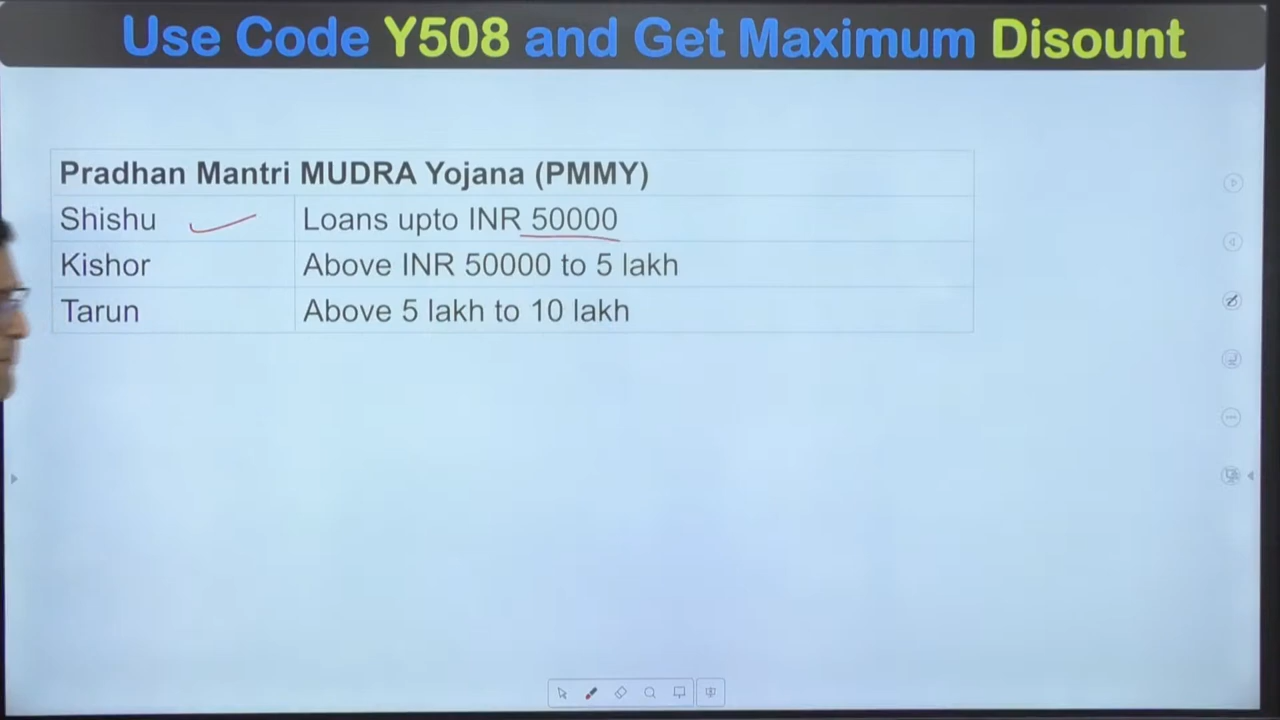 Use Code Y508 and Get Maximum Disount
Pradhan Mantri MUDRA Yojana (PMMY)
Shishu Loans upto INR 50000
Kishor Above INR 50000 to 5 lakh
Tarun Above 5 lakh to 10 lakh